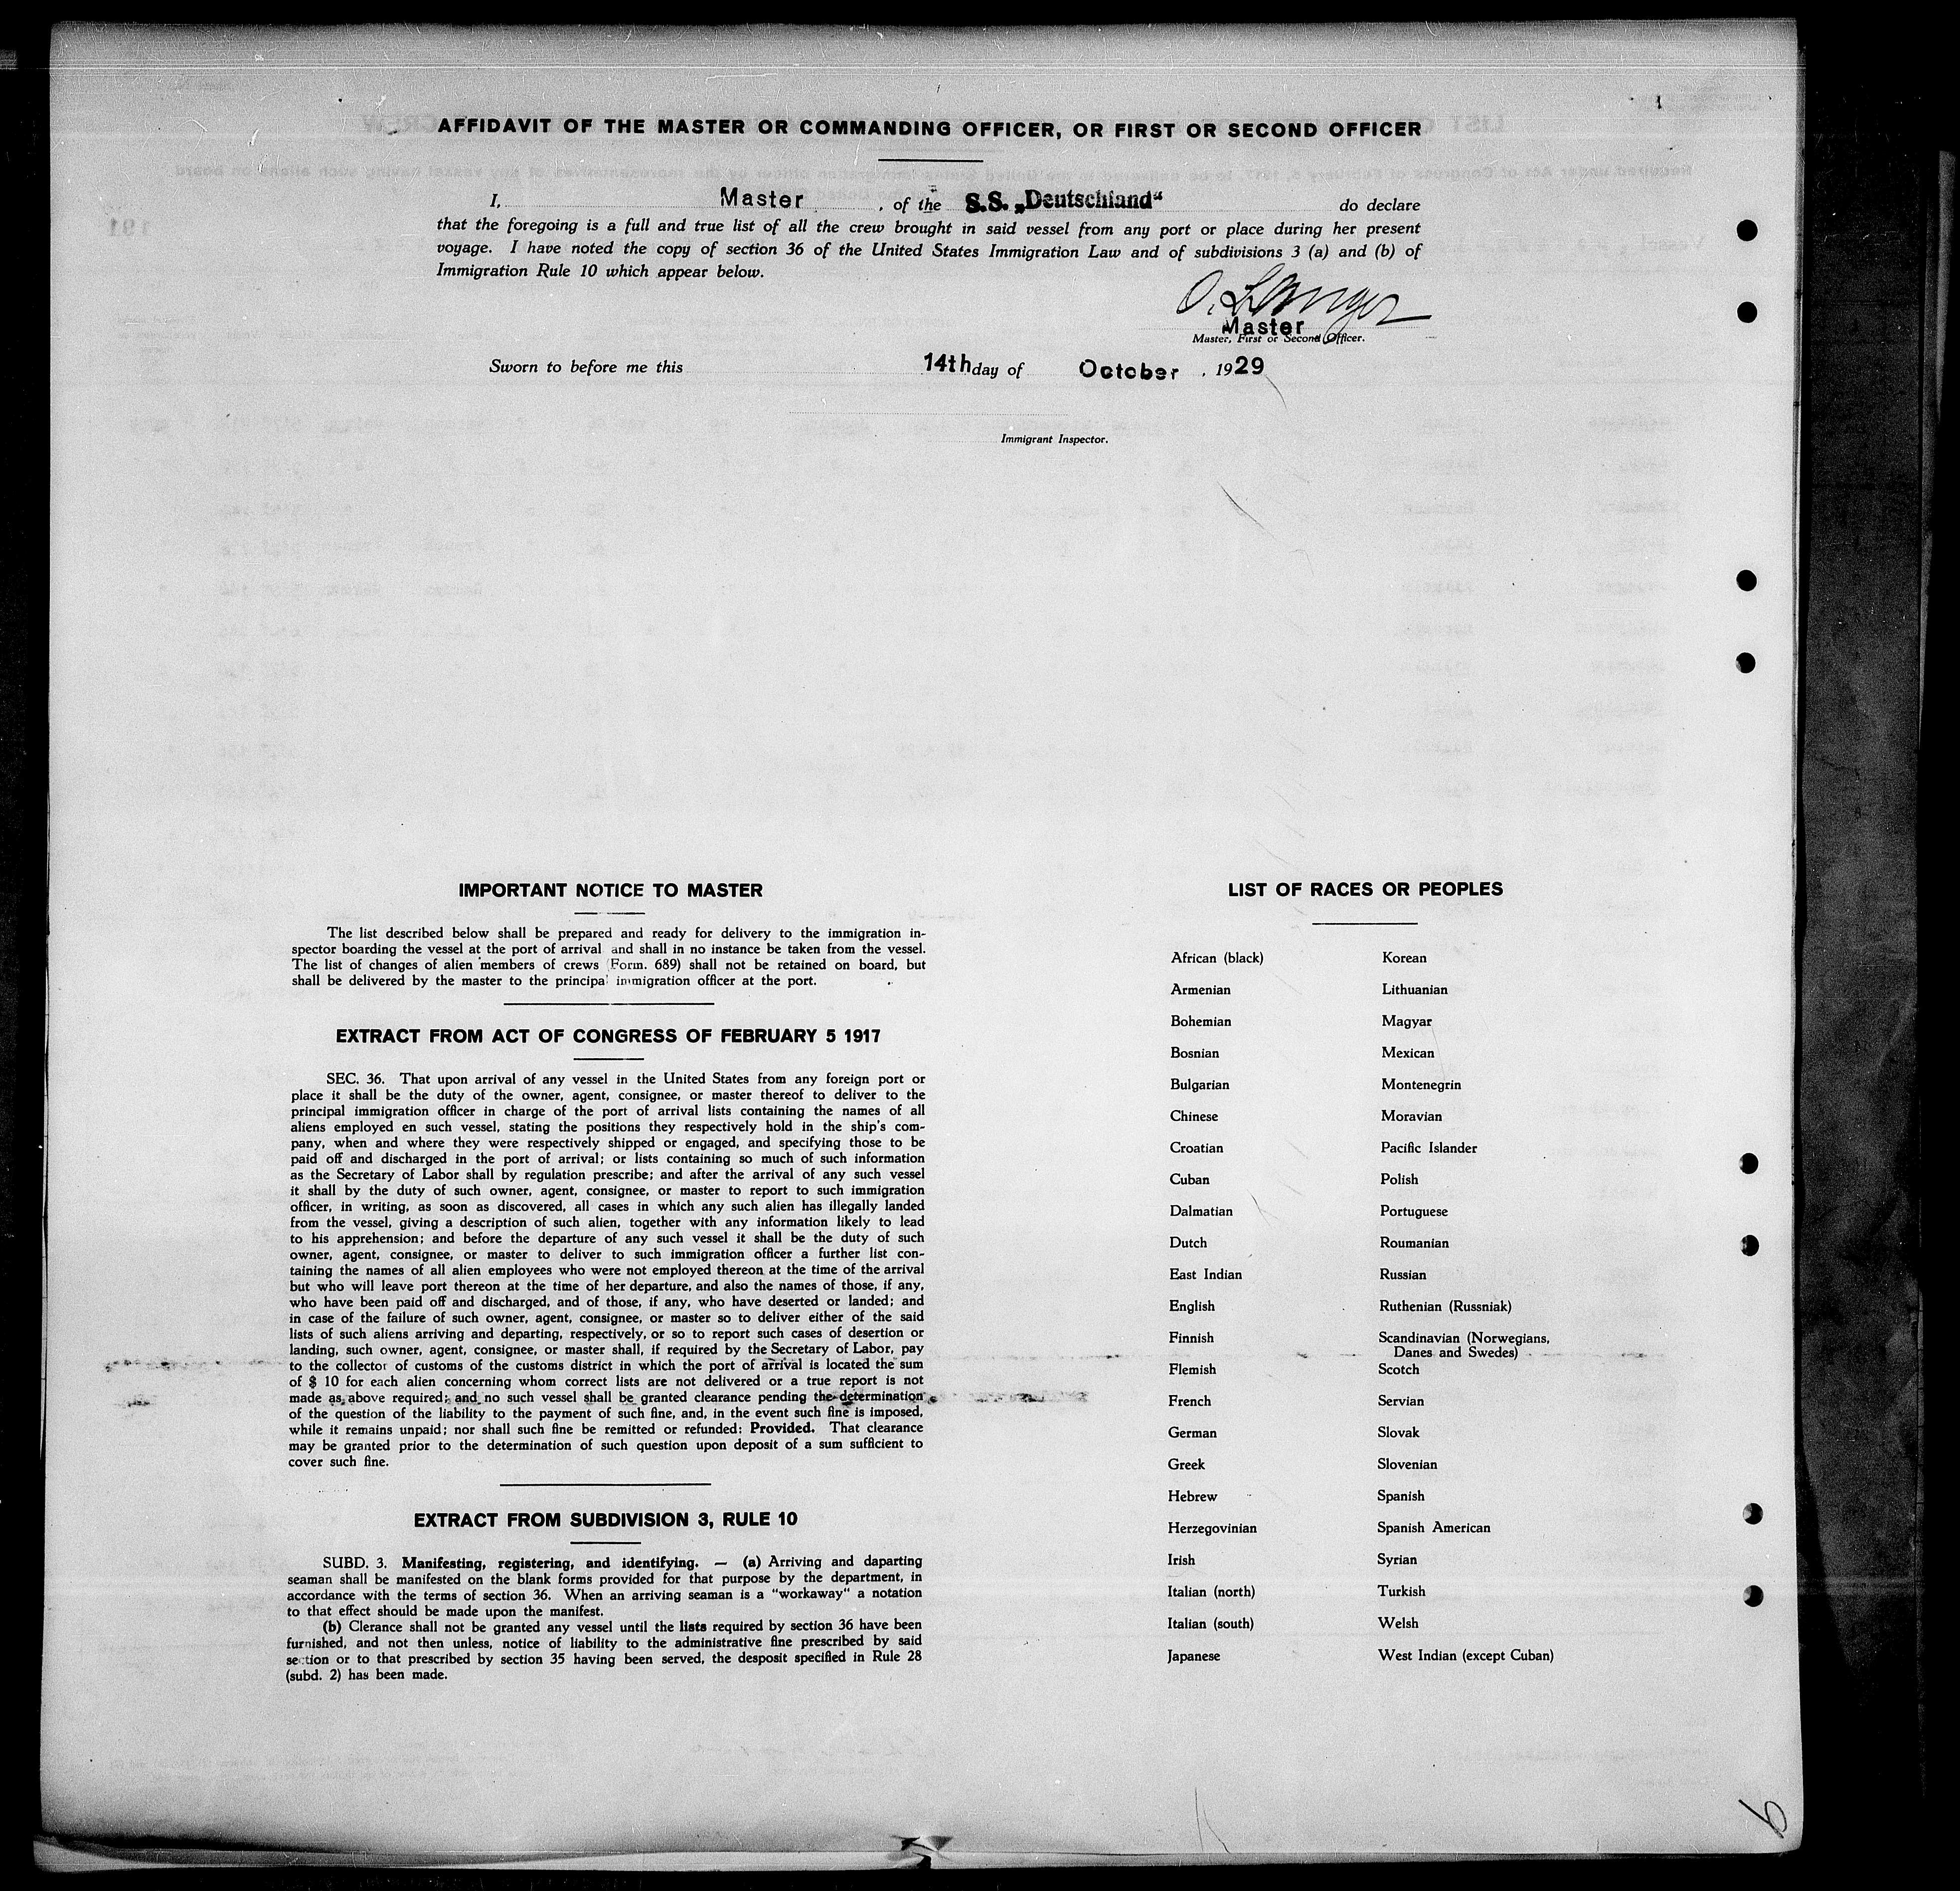 AFFIDAVIT OF THE MASTER OR COMMANDING OFFICER, OR FIRST OR SECOND OFFICER
I, Master, of the S.S. „Deutschland“ do declare
that the foregoing is a full and true list of all the crew brought in said vessel from any port or place during her present
voyage. I have noted the copy of section 36 of the United States Immigration Law and of subdivisions 3 (a) and (b) of
Immigration Rule 10 which appear below.
O. Langer
Master
Master, First or Second Officer.
Sworn to before me this 14th day of October, 1929
Immigrant Inspector.
IMPORTANT NOTICE TO MASTER
The list described below shall be prepared and ready for delivery to the immigration in-
spector boarding the vessel at the port of arrival and shall in no instance be taken from the vessel.
The list of changes of alien members of crews (Form. 689) shall not be retained on board, but
shall be delivered by the master to the principal immigration officer at the port.
EXTRACT FROM ACT OF CONGRESS OF FEBRUARY 5 1917
SEC. 36. That upon arrival of any vessel in the United States from any foreign port or
place it shall be the duty of the owner, agent, consignee, or master thereof to deliver to the
principal immigration officer in charge of the port of arrival lists containing the names of all
aliens employed en such vessel, stating the positions they respectively hold in the ship's com-
pany, when and where they were respectively shipped or engaged, and specifying those to be
paid off and discharged in the port of arrival; or lists containing so much of such information
as the Secretary of Labor shall by regulation prescribe; and after the arrival of any such vessel
it shall by the duty of such owner, agent, consignee, or master to report to such immigration
officer, in writing, as soon as discovered, all cases in which any such alien has illegally landed
from the vessel, giving a description of such alien, together with any information likely to lead
to his apprehension; and before the departure of any such vessel it shall be the duty of such
owner, agent, consignee, or master to deliver to such immigration officer a further list con-
taining the names of all alien employees who were not employed thereon at the time of the arrival
but who will leave port thereon at the time of her departure, and also the names of those, if any,
who have been paid off and discharged, and of those, if any, who have deserted or landed; and
in case of the failure of such owner, agent, consignee, or master so to deliver either of the said
lists of such aliens arriving and departing, respectively, or so to report such cases of desertion or
landing, such owner, agent, consignee, or master shall, if required by the Secretary of Labor, pay
to the collector of customs of the customs district in which the port of arrival is located the sum
of $ 10 for each alien concerning whom correct lists are not delivered or a true report is not
made as above required; and no such vessel shall be granted clearance pending the determination
of the question of the liability to the payment of such fine, and, in the event such fine is imposed,
while it remains unpaid; nor shall such fine be remitted or refunded: Provided. That clearance
may be granted prior to the determination of such question upon deposit of a sum sufficient to
cover such fine.
EXTRACT FROM SUBDIVISION 3, RULE 10
SUBD. 3. Manifesting, registering, and identifying. — (a) Arriving and daparting
seaman shall be manifested on the blank forms provided for that purpose by the department, in
accordance with the terms of section 36. When an arriving seaman is a "workaway" a notation
to that effect should be made upon the manifest.
(b) Clerance shall not be granted any vessel until the lists required by section 36 have been
furnished, and not then unless, notice of liability to the administrative fine prescribed by said
section or to that prescribed by section 35 having been served, the desposit specified in Rule 28
(subd. 2) has been made.
LIST OF RACES OR PEOPLES
African (black)
Armenian
Bohemian
Bosnian
Bulgarian
Chinese
Croatian
Cuban
Dalmatian
Dutch
East Indian
English
Finnish
Flemish
French
German
Greek
Hebrew
Herzegovinian
Irish
Italian (north)
Italian (south)
Japanese
Korean
Lithuanian
Magyar
Mexican
Montenegrin
Moravian
Pacific Islander
Polish
Portuguese
Roumanian
Russian
Ruthenian (Russniak)
Scandinavian (Norwegians,
Danes and Swedes)
Scotch
Servian
Slovak
Slovenian
Spanish
Spanish American
Syrian
Turkish
Welsh
West Indian (except Cuban)